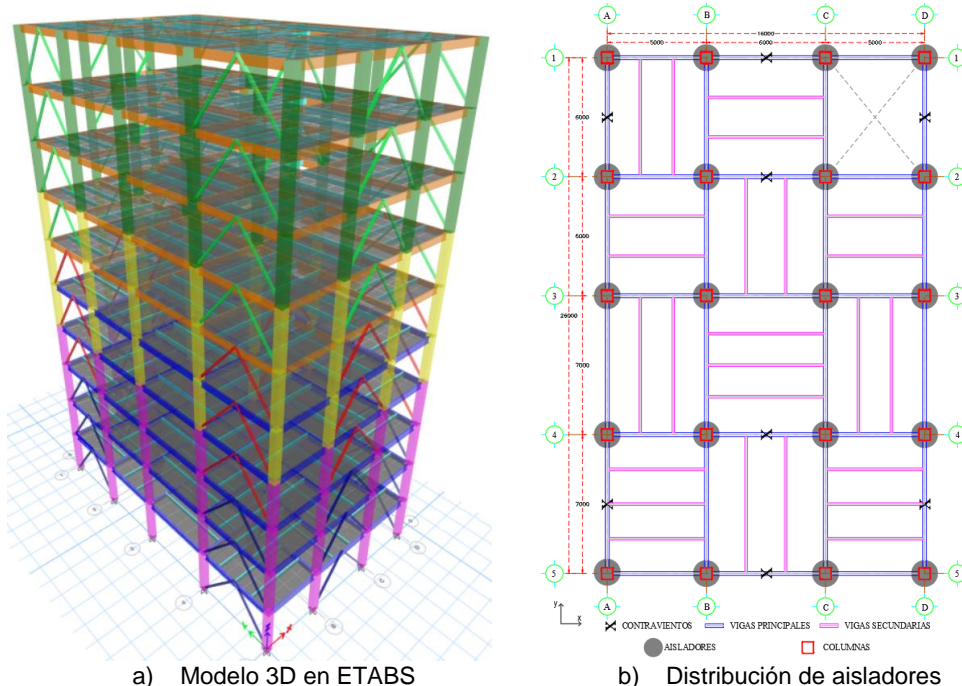 A B C D
16000
5000 6000 5000
1 1
6000
2 2
6000
3 3
26000
7000
4 4
7000
5 5
A B C D
y
x
CONTRAVIENTOS VIGAS PRINCIPALES VIGAS SECUNDARIAS
AISLADORES COLUMNAS
a) Modelo 3D en ETABS b) Distribución de aisladores